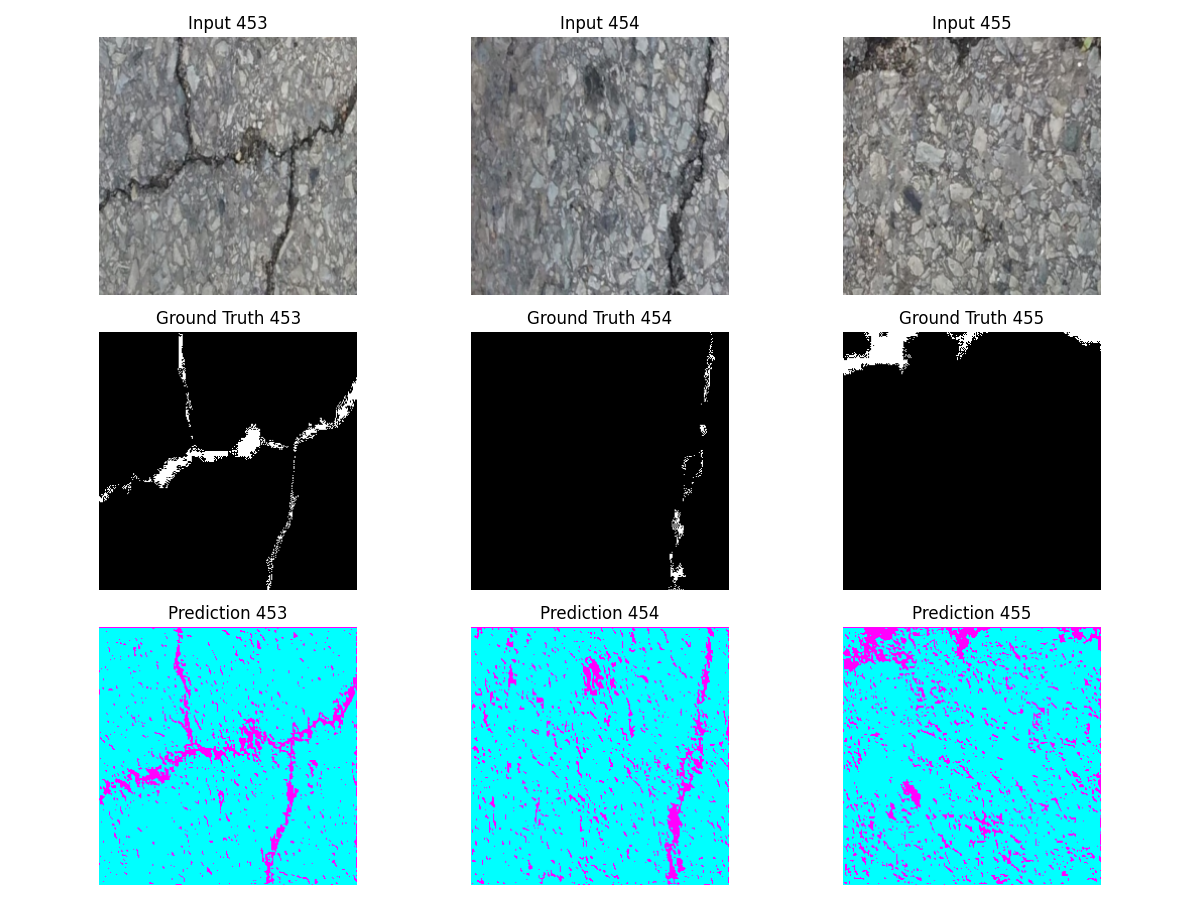 Input 453
Input 454
Input 455
Ground Truth 453
Ground Truth 454
Ground Truth 455
Prediction 453
Prediction 454
Prediction 455